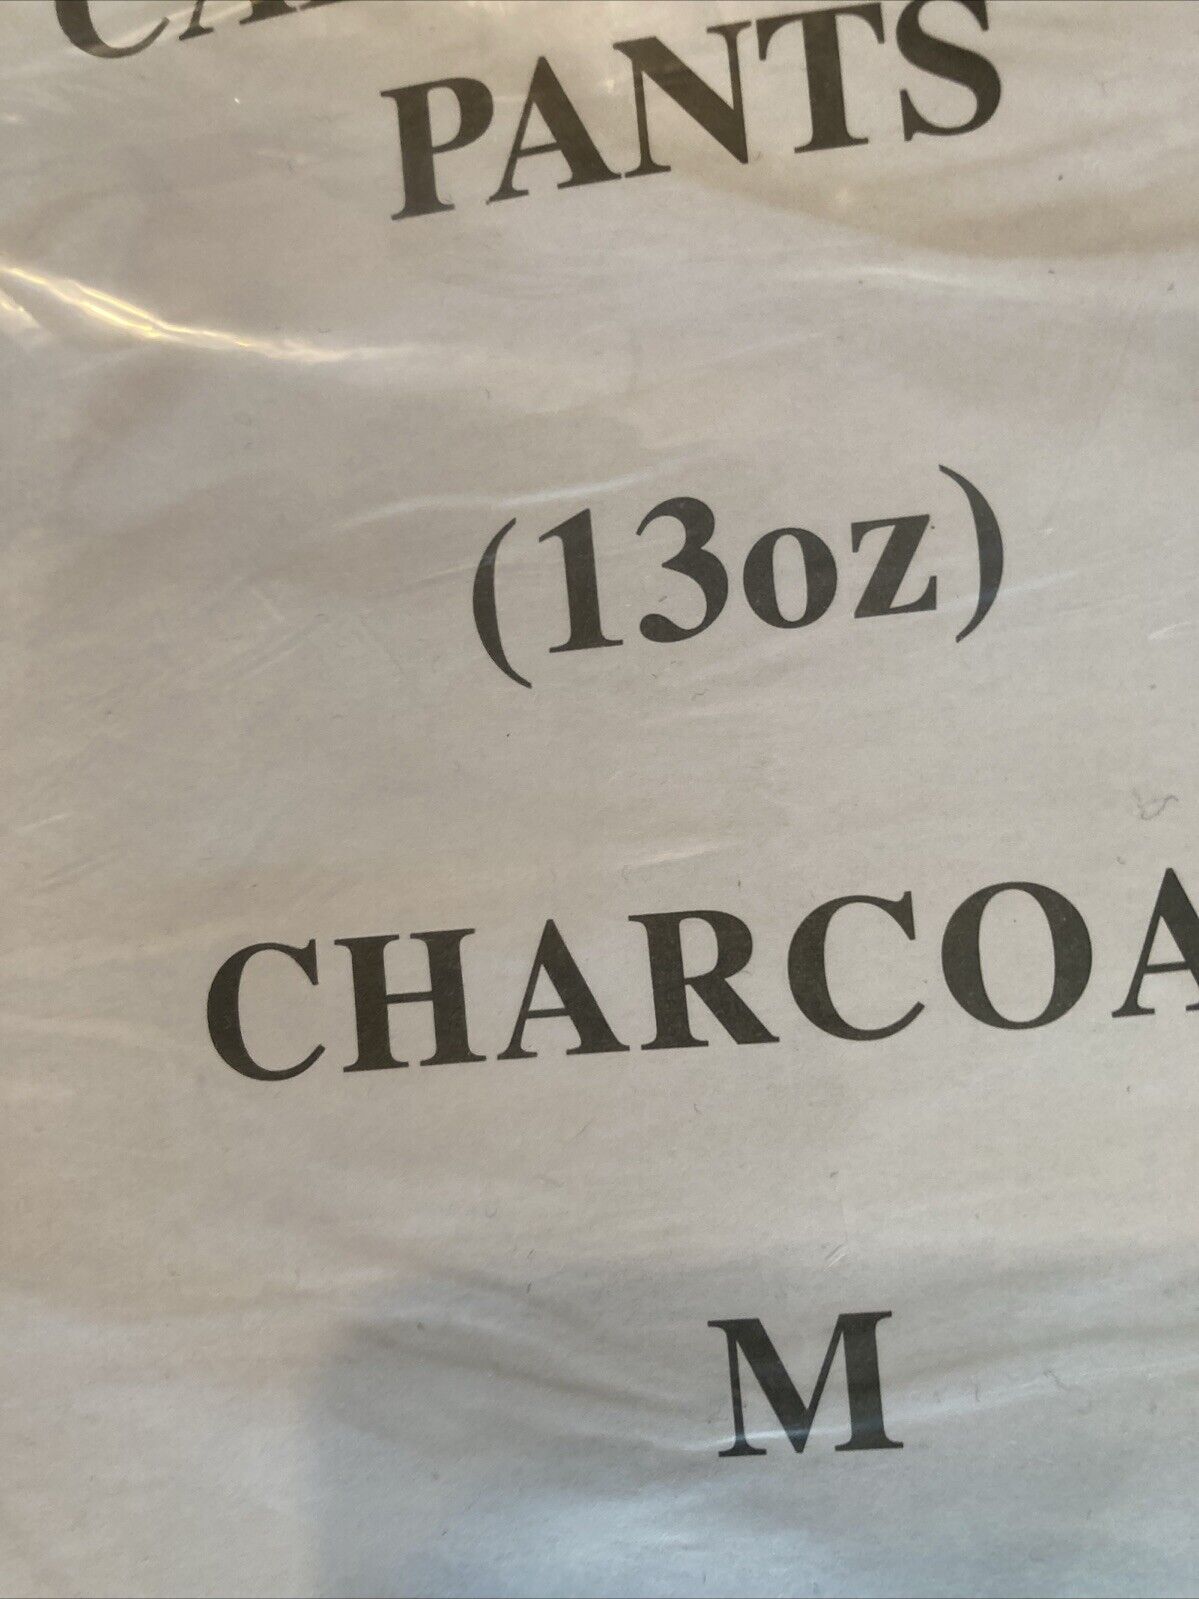 PANTS
(13oz)
CHARCOA
M